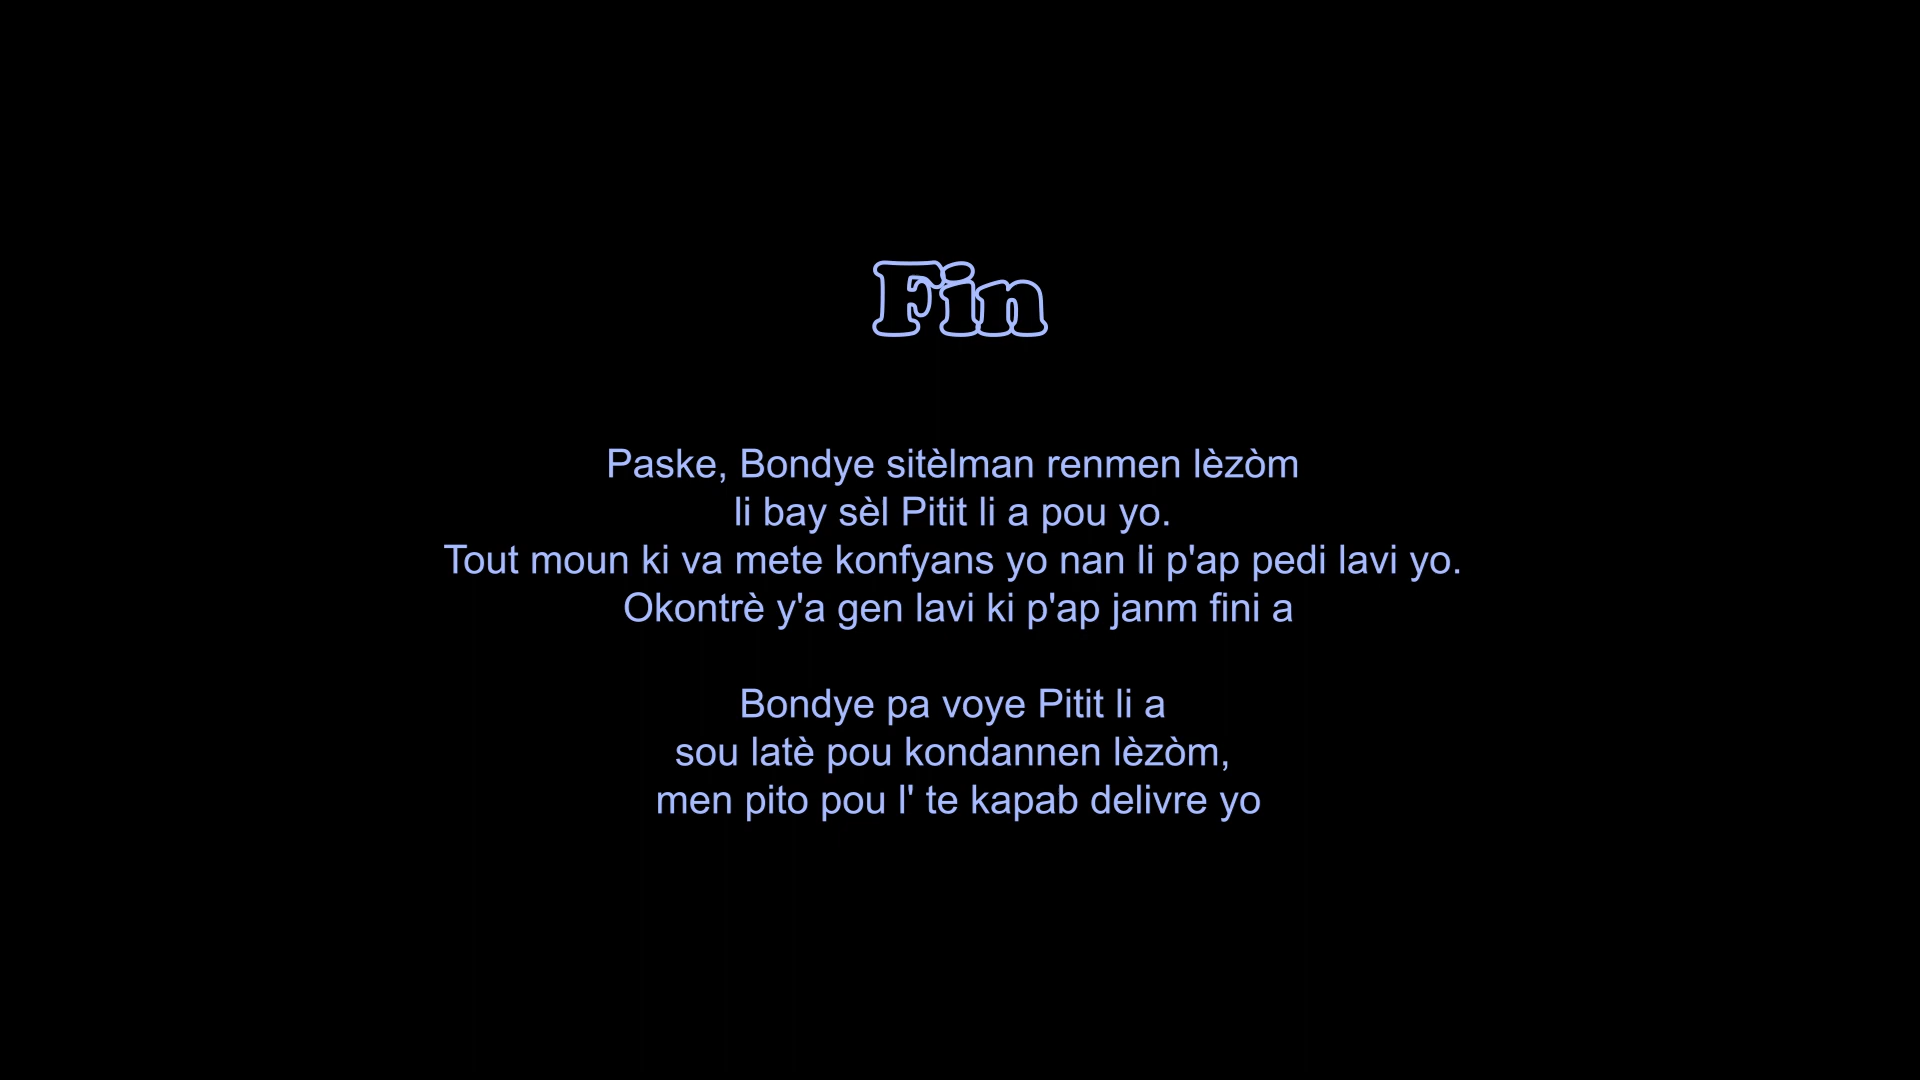 Fin
Paske, Bondye sitèlman renmen lèzòm
li bay sèl Pitit li a pou yo.
Tout moun ki va mete konfyans yo nan li p'ap pedi lavi yo.
Okontrè y'a gen lavi ki p'ap janm fini a
Bondye pa voye Pitit li a
sou latè pou kondannen lèzòm,
men pito pou l' te kapab delivre yo